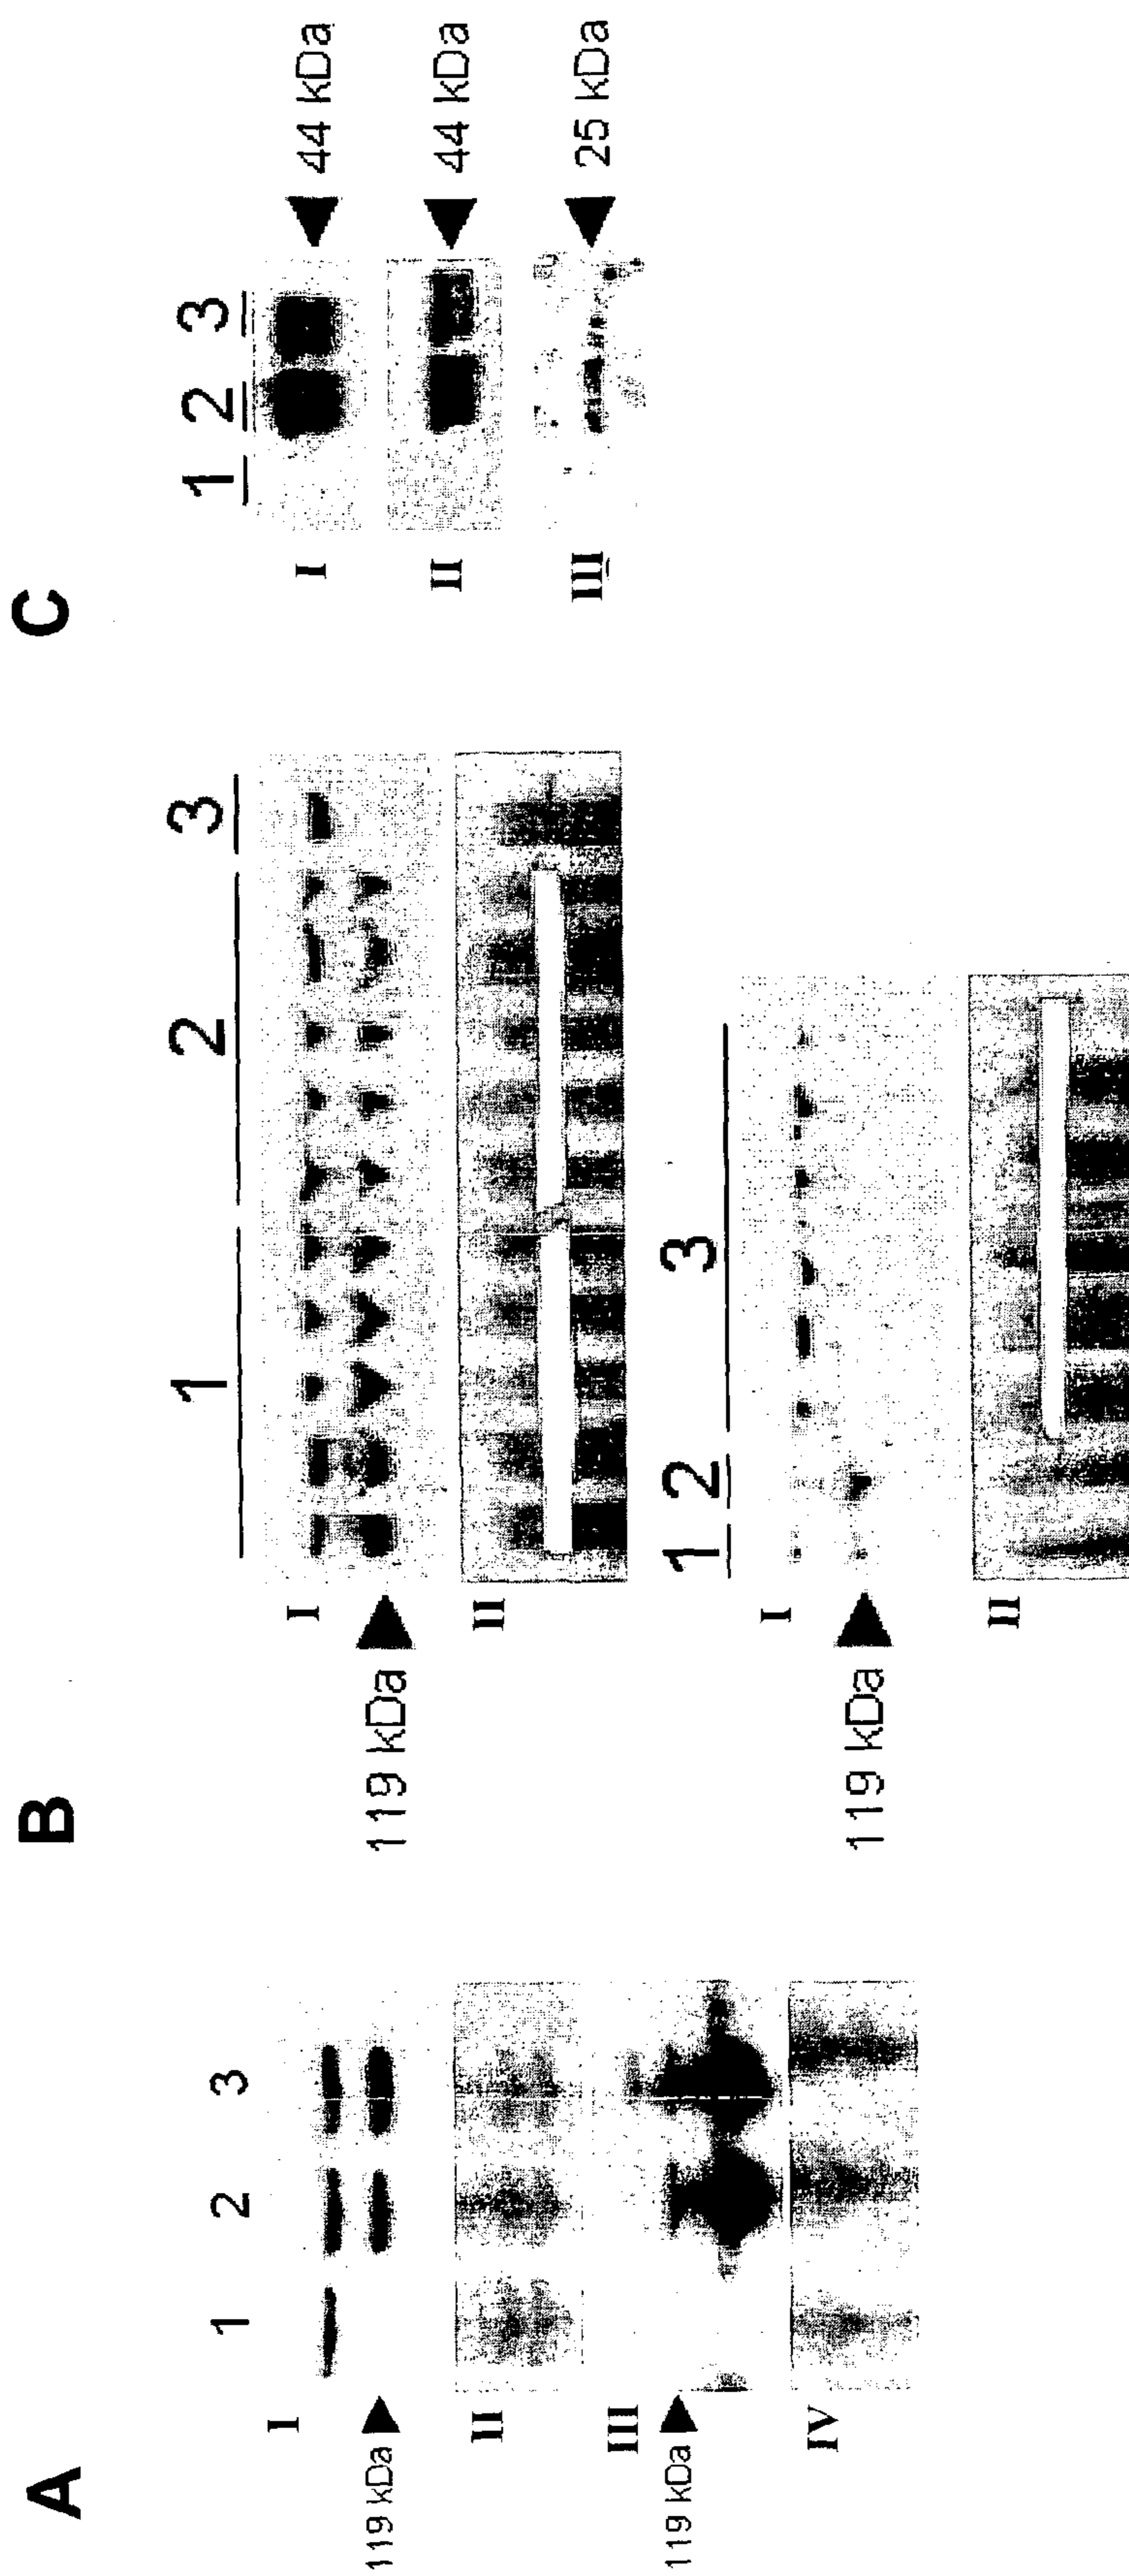 A
1 2 3
I
119 kDa
II
III
119 kDa
IV
B
1 2 3
I
119 kDa
II
1 2 3
I
119 kDa
II
C
1 2 3
I 44 kDa
II 44 kDa
III 25 kDa